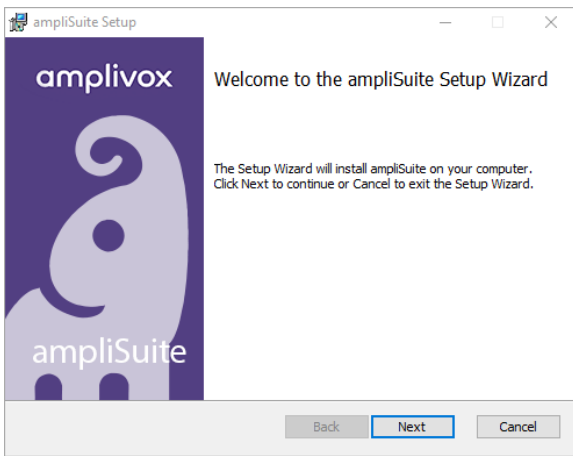 ampliSuite Setup
amplivox
Welcome to the ampliSuite Setup Wizard
The Setup Wizard will install ampliSuite on your computer.
Click Next to continue or Cancel to exit the Setup Wizard.
ampliSuite
Back Next Cancel